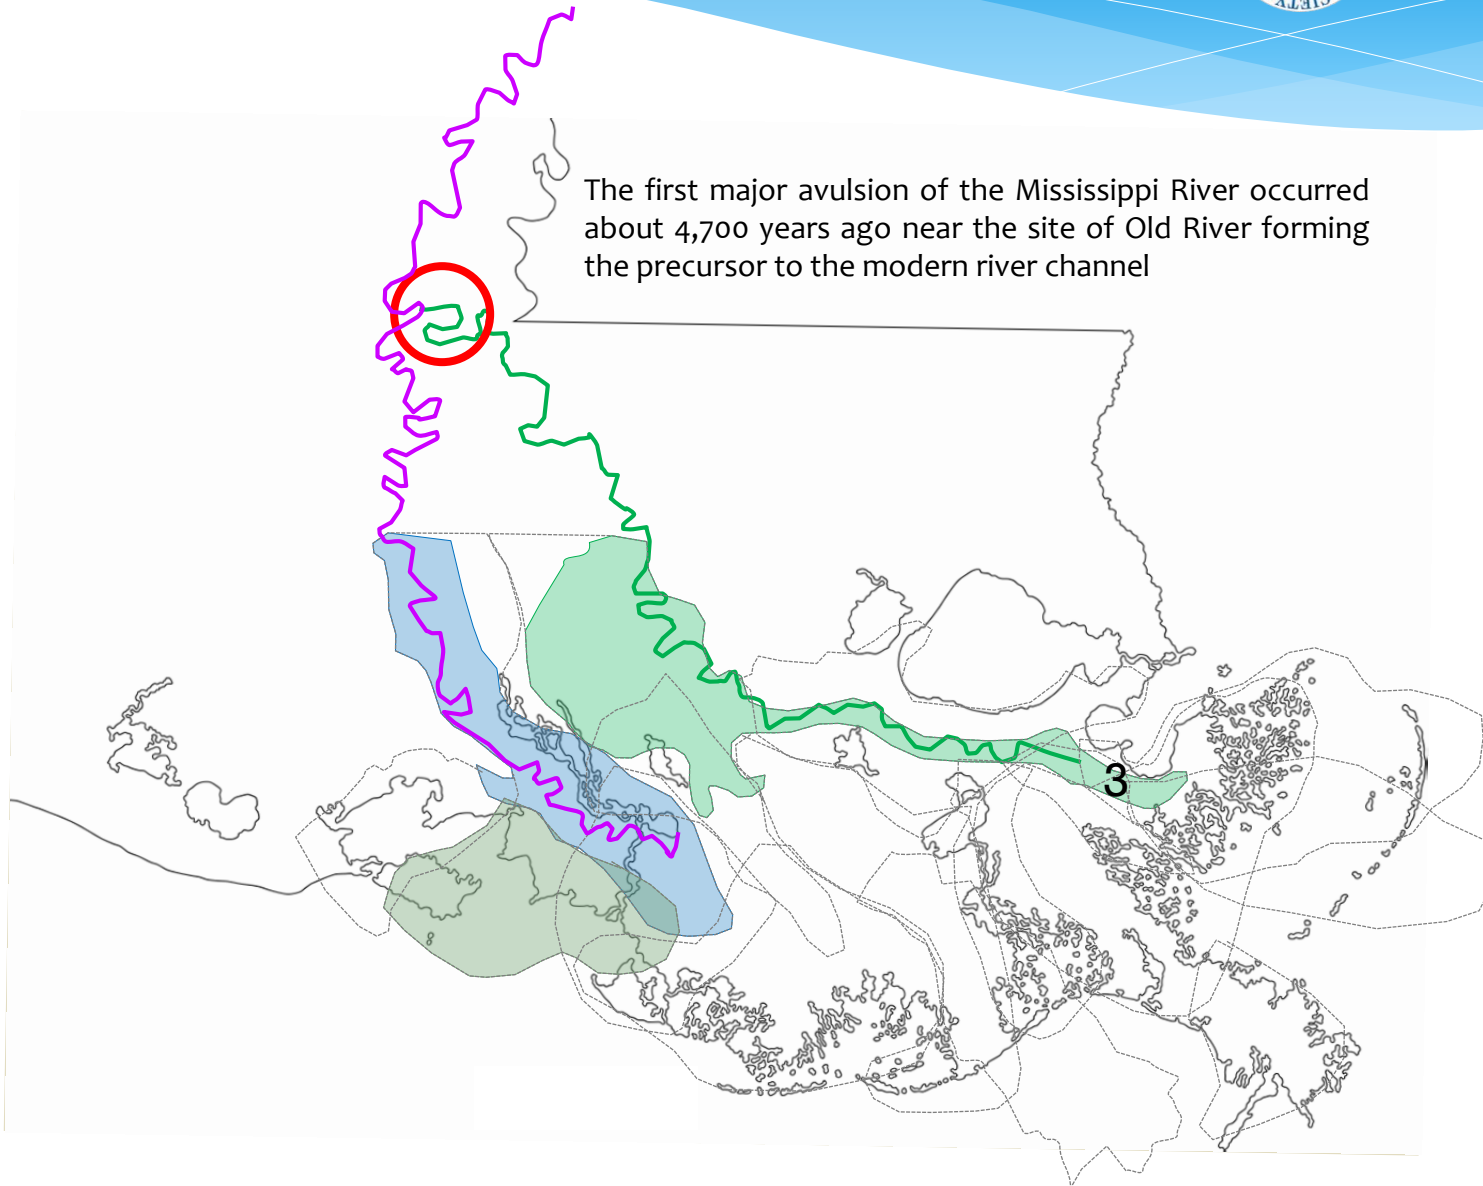 The first major avulsion of the Mississippi River occurred
about 4,700 years ago near the site of Old River forming
the precursor to the modern river channel
3